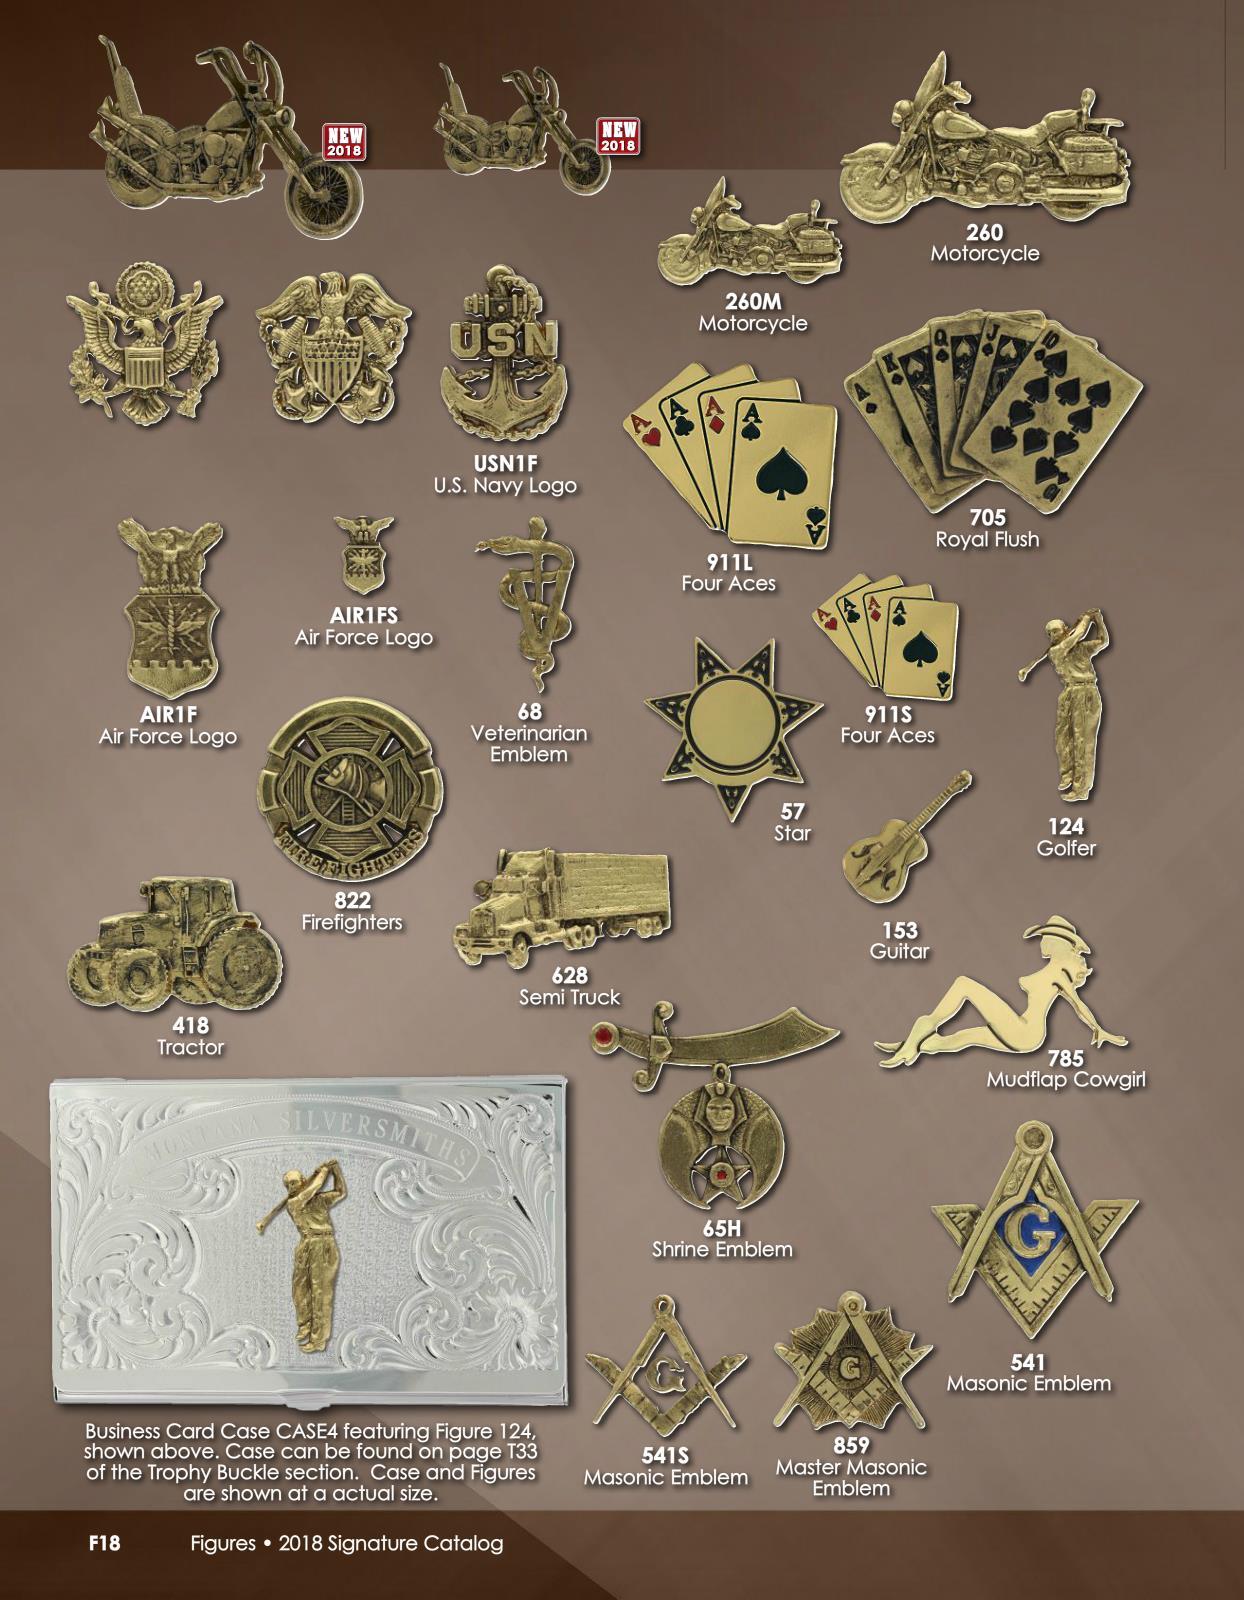 NEW
2018
NEW
2018
260
Motorcycle
260M
Motorcycle
USN
USN1F
U.S. Navy Logo
A
K
Q
J
10
705
Royal Flush
A
A
A
A
A
911L
Four Aces
AIR1FS
Air Force Logo
AIR1F
Air Force Logo
68
Veterinarian
Emblem
A
A
A
A
A
911S
Four Aces
57
Star
124
Golfer
FIREFIGHTERS
822
Firefighters
153
Guitar
628
Semi Truck
418
Tractor
785
Mudflap Cowgirl
MONTANA SILVERSMITHS
65H
Shrine Emblem
G
541
Masonic Emblem
G
541S
Masonic Emblem
G
859
Master Masonic
Emblem
Business Card Case CASE4 featuring Figure 124,
shown above. Case can be found on page T33
of the Trophy Buckle section.  Case and Figures
are shown at a actual size.
F18 Figures • 2018 Signature Catalog